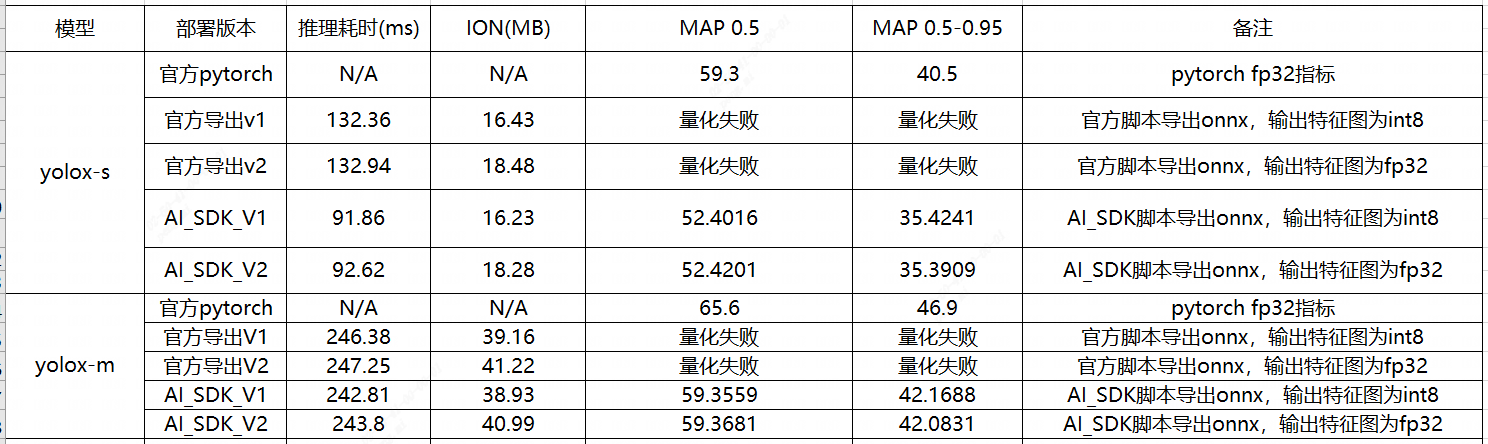 模型 部署版本 推理耗时(ms) ION(MB) MAP 0.5 MAP 0.5-0.95 备注
官方pytorch N/A N/A 59.3 40.5 pytorch fp32指标
官方导出v1 132.36 16.43 量化失败 量化失败 官方脚本导出onnx，输出特征图为int8
官方导出v2 132.94 18.48 量化失败 量化失败 官方脚本导出onnx，输出特征图为fp32
yolox-s
AI_SDK_V1 91.86 16.23 52.4016 35.4241 AI_SDK脚本导出onnx，输出特征图为int8
AI_SDK_V2 92.62 18.28 52.4201 35.3909 AI_SDK脚本导出onnx，输出特征图为fp32
官方pytorch N/A N/A 65.6 46.9 pytorch fp32指标
官方导出V1 246.38 39.16 量化失败 量化失败 官方脚本导出onnx，输出特征图为int8
yolox-m 官方导出V2 247.25 41.22 量化失败 量化失败 官方脚本导出onnx，输出特征图为fp32
AI_SDK_V1 242.81 38.93 59.3559 42.1688 AI_SDK脚本导出onnx，输出特征图为int8
AI_SDK_V2 243.8 40.99 59.3681 42.0831 AI_SDK脚本导出onnx，输出特征图为fp32